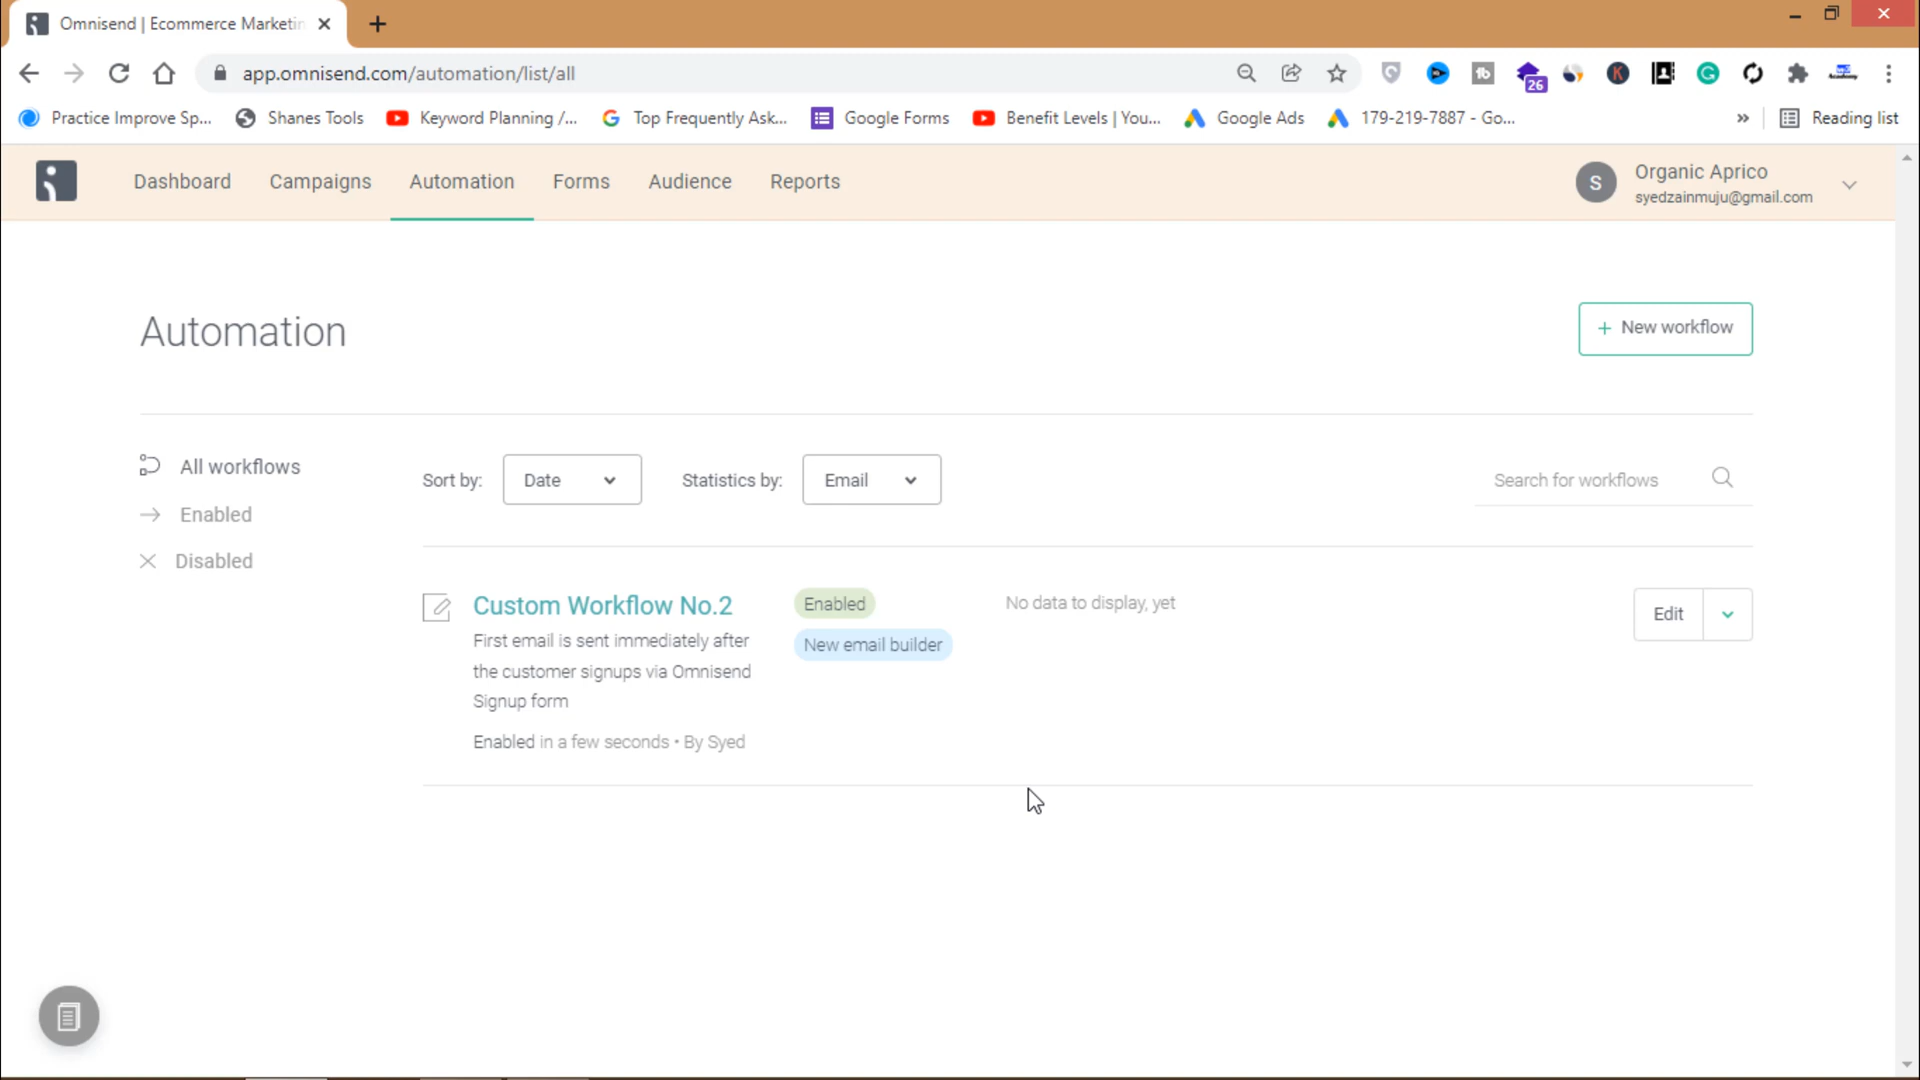 Omnisend | Ecommerce Marketin
app.omnisend.com/automation/list/all
26
Practice Improve Sp...
Shanes Tools
Keyword Planning /...
Top Frequently Ask...
Google Forms
Benefit Levels | You...
Google Ads
179-219-7887 - Go...
»
Reading list
Dashboard
Campaigns
Automation
Forms
Audience
Reports
S
Organic Aprico
syedzainmuju@gmail.com
Automation
+ New workflow
All workflows
Enabled
Disabled
Sort by:
Date
Statistics by:
Email
Search for workflows
Custom Workflow No.2
First email is sent immediately after
the customer signups via Omnisend
Signup form
Enabled in a few seconds • By Syed
Enabled
New email builder
No data to display, yet
Edit